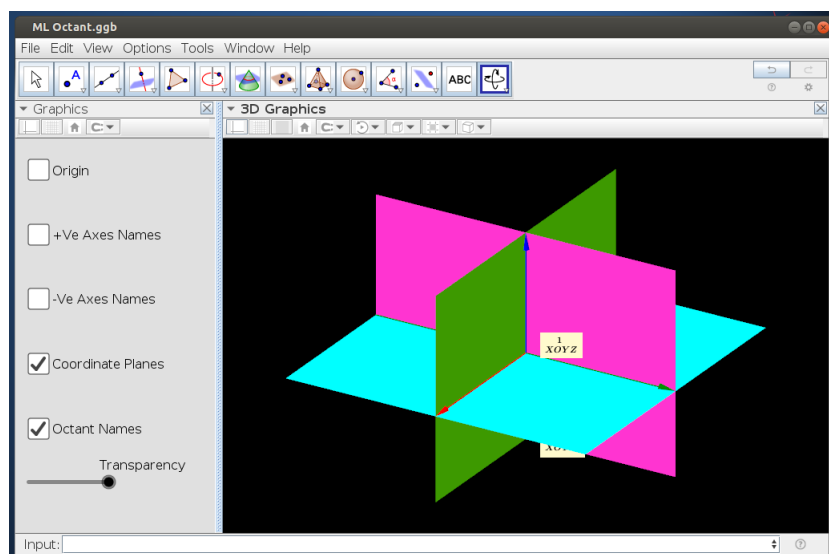 ML Octant.ggb
File Edit View Options Tools Window Help
ABC
Graphics
3D Graphics
Origin
+Ve Axes Names
-Ve Axes Names
Coordinate Planes
Octant Names
Transparency
1
XOYZ
Input: